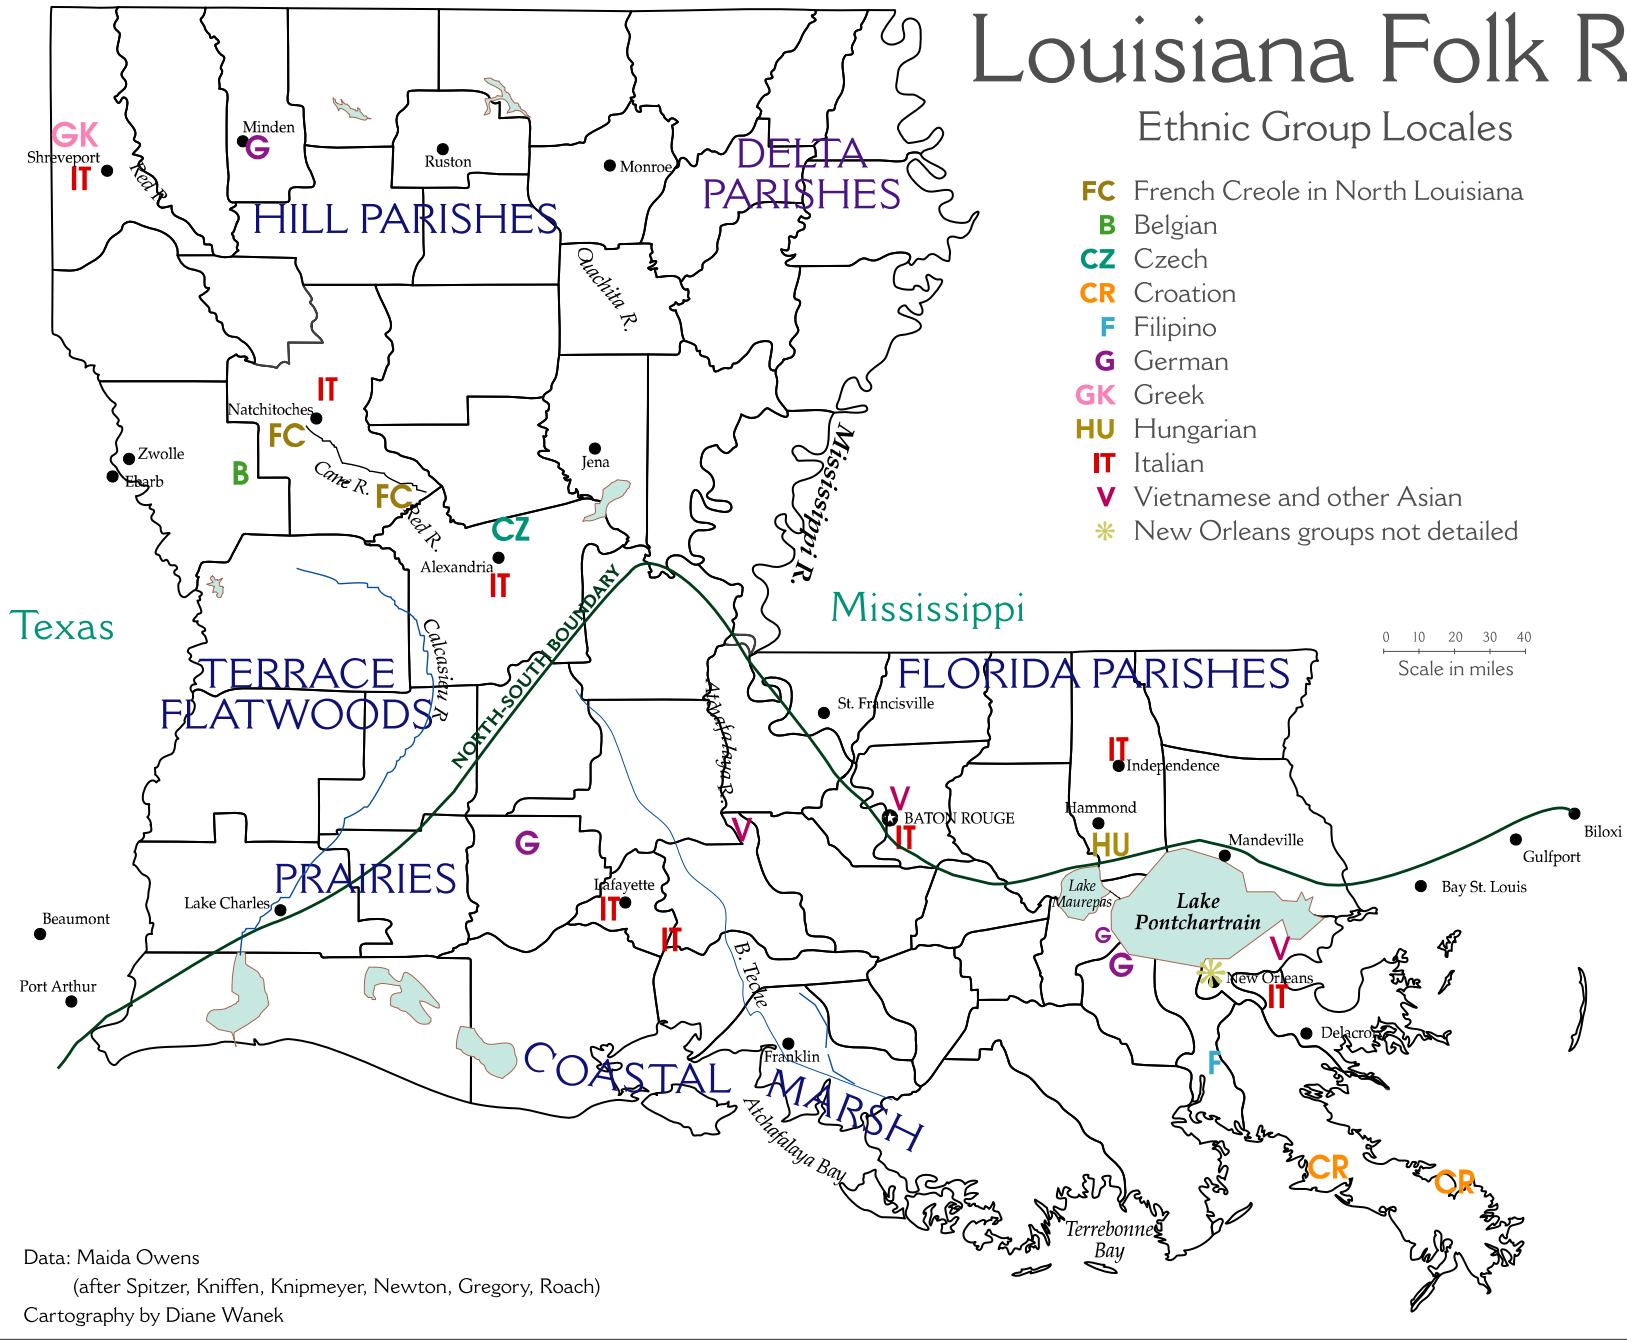 Louisiana Folk R
Ethnic Group Locales
FC French Creole in North Louisiana
B Belgian
CZ Czech
CR Croation
F Filipino
G German
GK Greek
HU Hungarian
IT Italian
V Vietnamese and other Asian
New Orleans groups not detailed
GK
Shreveport
IT
Red R.
Minden
G
Ruston
Monroe
DELTA
PARISHES
HILL PARISHES
Ouachita R.
IT
Natchitoches
FC
Zwolle
Ebarb
B
Cane R.
FC
Red R.
Jena
CZ
Alexandria
IT
Mississippi R.
Texas
Mississippi
0 10 20 30 40
Scale in miles
NORTH-SOUTH BOUNDARY
Calcasieu R
TERRACE
FLATWOODS
FLORIDA PARISHES
Atchafalaya R.
St. Francisville
IT
Independence
V
BATON ROUGE
IT
Hammond
HU
Mandeville
Biloxi
Gulfport
Bay St. Louis
G
V
PRAIRIES
Lake Charles
Lafayette
IT
IT
Beaumont
Port Arthur
Lake
Maurepas
Lake
Pontchartrain
G
G
V
New Orleans
IT
B. Teche
Delacro
Franklin
F
COASTAL MARSH
Atchafalaya Bay
CR
CR
Terrebonne
Bay
Data: Maida Owens
(after Spitzer, Kniffen, Knipmeyer, Newton, Gregory, Roach)
Cartography by Diane Wanek